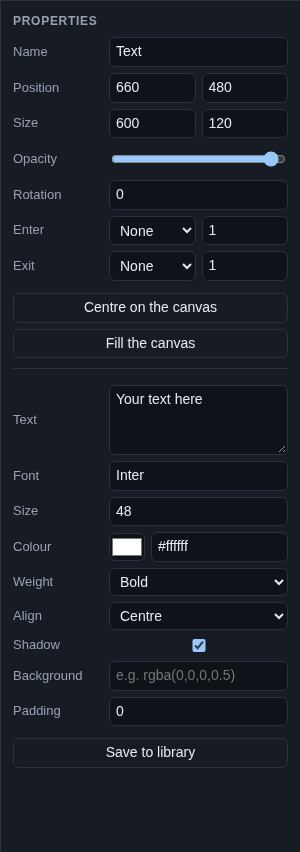 PROPERTIES
Name Text
Position 660 480
Size 600 120
Opacity
Rotation 0
Enter None 1
Exit None 1
Centre on the canvas
Fill the canvas
Text Your text here
Font Inter
Size 48
Colour #ffffff
Weight Bold
Align Centre
Shadow
Background e.g. rgba(0,0,0,0.5)
Padding 0
Save to library